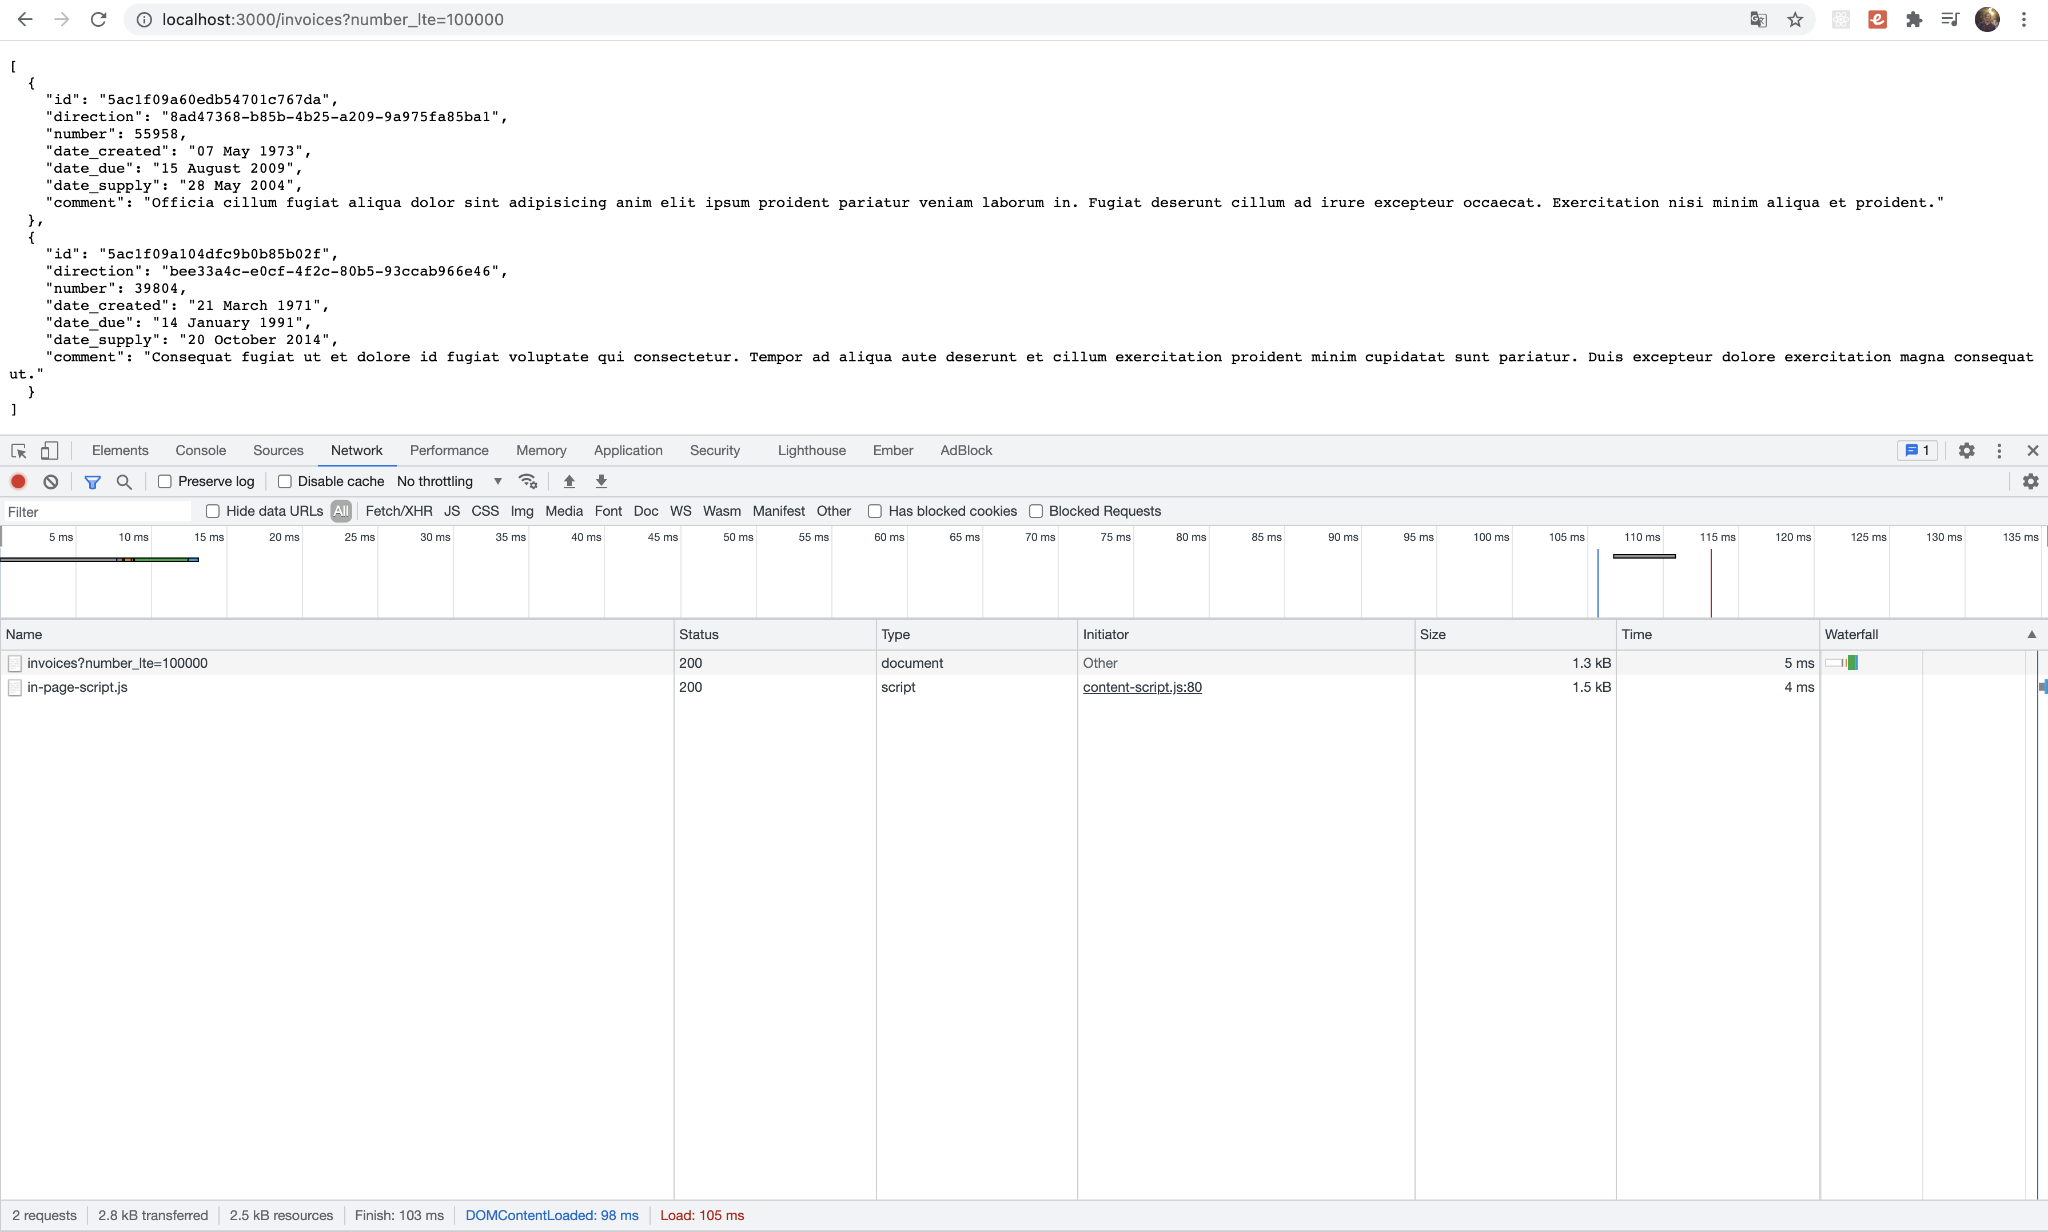 localhost:3000/invoices?number_lte=100000
[
  {
    "id": "5ac1f09a60edb54701c767da",
    "direction": "8ad47368-b85b-4b25-a209-9a975fa85ba1",
    "number": 55958,
    "date_created": "07 May 1973",
    "date_due": "15 August 2009",
    "date_supply": "28 May 2004",
    "comment": "Officia cillum fugiat aliqua dolor sint adipisicing anim elit ipsum proident pariatur veniam laborum in. Fugiat deserunt cillum ad irure excepteur occaecat. Exercitation nisi minim aliqua et proident."
  },
  {
    "id": "5ac1f09a104dfc9b0b85b02f",
    "direction": "bee33a4c-e0cf-4f2c-80b5-93ccab966e46",
    "number": 39804,
    "date_created": "21 March 1971",
    "date_due": "14 January 1991",
    "date_supply": "20 October 2014",
    "comment": "Consequat fugiat ut et dolore id fugiat voluptate qui consectetur. Tempor ad aliqua aute deserunt et cillum exercitation proident minim cupidatat sunt pariatur. Duis excepteur dolore exercitation magna consequat
ut."
  }
]
Elements Console Sources Network Performance Memory Application Security Lighthouse Ember AdBlock 1
Preserve log Disable cache No throttling
Filter Hide data URLs All Fetch/XHR JS CSS Img Media Font Doc WS Wasm Manifest Other Has blocked cookies Blocked Requests
5 ms 10 ms 15 ms 20 ms 25 ms 30 ms 35 ms 40 ms 45 ms 50 ms 55 ms 60 ms 65 ms 70 ms 75 ms 80 ms 85 ms 90 ms 95 ms 100 ms 105 ms 110 ms 115 ms 120 ms 125 ms 130 ms 135 ms
Name Status Type Initiator Size Time Waterfall
invoices?number_lte=100000 200 document Other 1.3 kB 5 ms
in-page-script.js 200 script content-script.js:80 1.5 kB 4 ms
2 requests 2.8 kB transferred 2.5 kB resources Finish: 103 ms DOMContentLoaded: 98 ms Load: 105 ms